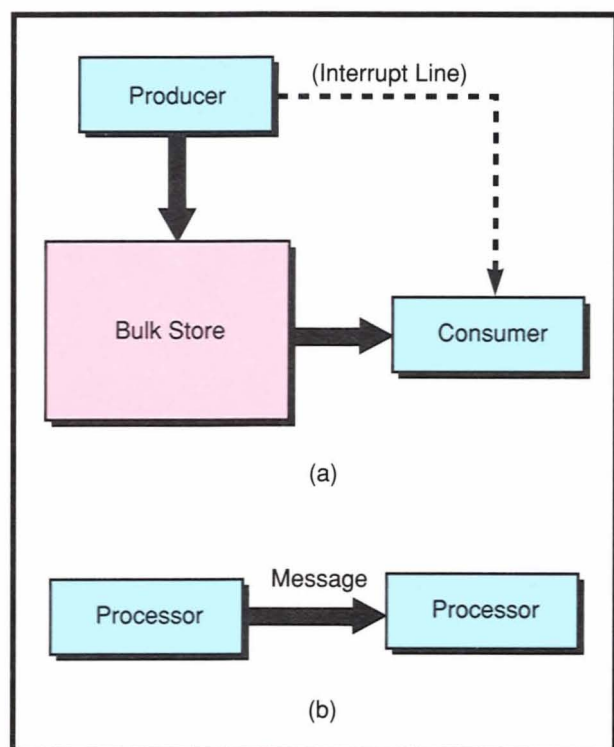 Producer
(Interrupt Line)
Bulk Store
Consumer
(a)
Message
Processor
Processor
(b)